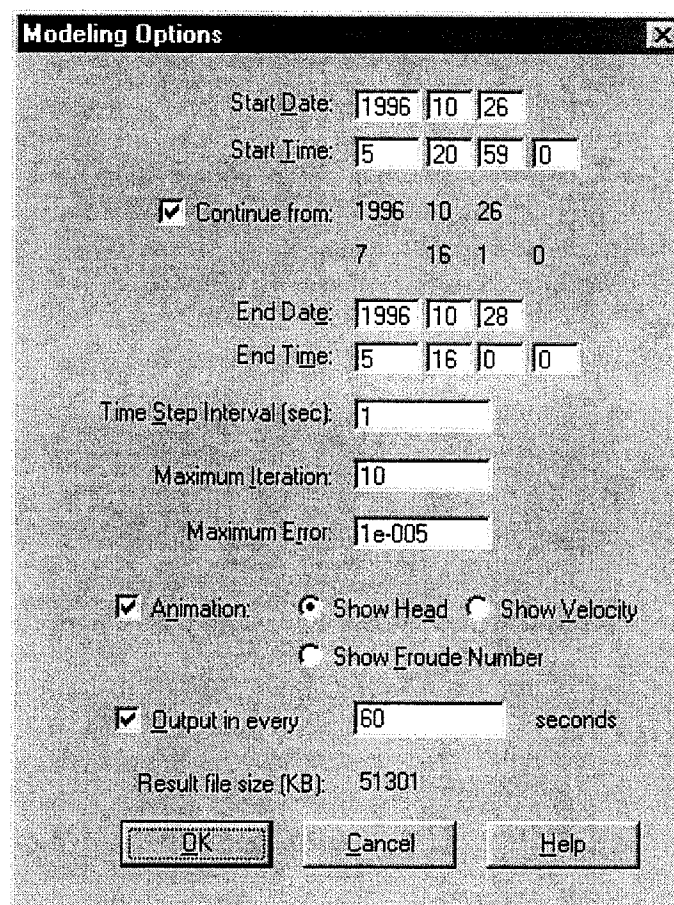 Modeling Options
Start Date: 1996 10 26
Start Time: 5 20 59 0
Continue from: 1996 10 26
7 16 1 0
End Date: 1996 10 28
End Time: 5 16 0 0
Time Step Interval (sec): 1
Maximum Iteration: 10
Maximum Error: 1e-005
Animation: Show Head Show Velocity
Show Froude Number
Output in every 60 seconds
Result file size (KB): 51301
OK Cancel Help